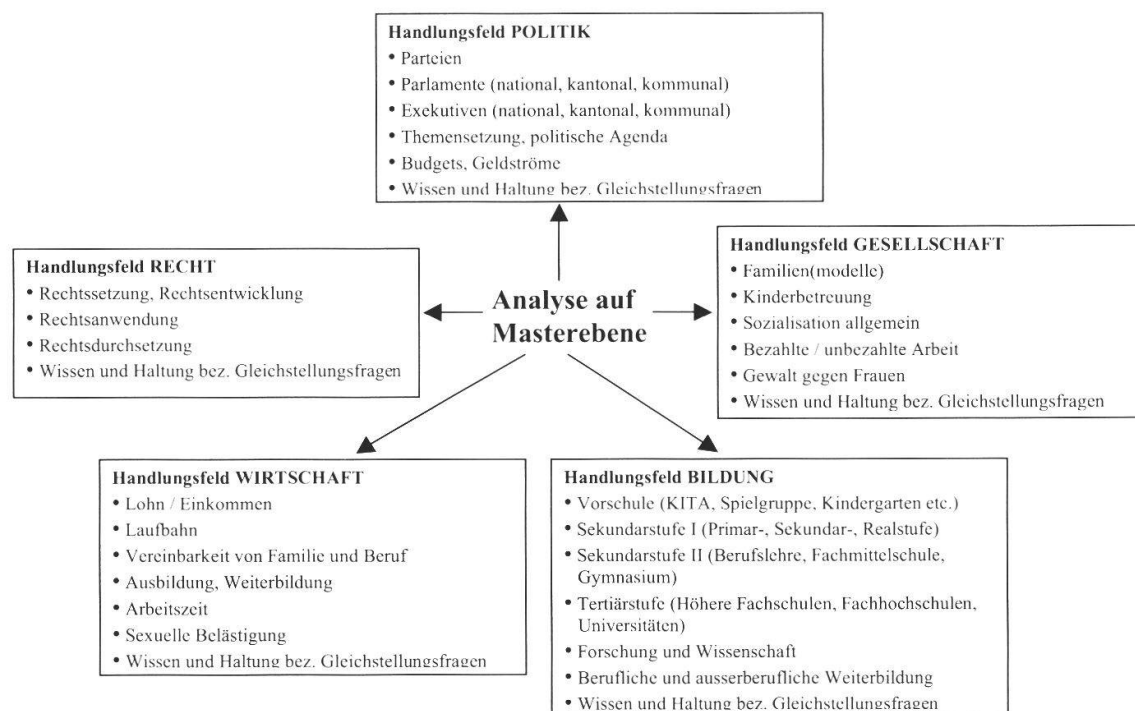 Handlungsfeld POLITIK
• Parteien
• Parlamente (national, kantonal, kommunal)
• Exekutiven (national, kantonal, kommunal)
• Themensetzung, politische Agenda
• Budgets, Geldströme
• Wissen und Haltung bez. Gleichstellungsfragen
Handlungsfeld RECHT
• Rechtssetzung, Rechtsentwicklung
• Rechtsanwendung
• Rechtsdurchsetzung
• Wissen und Haltung bez. Gleichstellungsfragen
Analyse auf
Masterebene
Handlungsfeld GESELLSCHAFT
• Familien(modelle)
• Kinderbetreuung
• Sozialisation allgemein
• Bezahlte / unbezahlte Arbeit
• Gewalt gegen Frauen
• Wissen und Haltung bez. Gleichstellungsfragen
Handlungsfeld WIRTSCHAFT
• Lohn / Einkommen
• Laufbahn
• Vereinbarkeit von Familie und Beruf
• Ausbildung, Weiterbildung
• Arbeitszeit
• Sexuelle Belästigung
• Wissen und Haltung bez. Gleichstellungsfragen
Handlungsfeld BILDUNG
• Vorschule (KITA, Spielgruppe, Kindergarten etc.)
• Sekundarstufe I (Primar-, Sekundar-, Realstufe)
• Sekundarstufe II (Berufslehre, Fachmittelschule,
Gymnasium)
• Tertiärstufe (Höhere Fachschulen, Fachhochschulen,
Universitäten)
• Forschung und Wissenschaft
• Berufliche und ausserberufliche Weiterbildung
• Wissen und Haltung bez. Gleichstellungsfragen